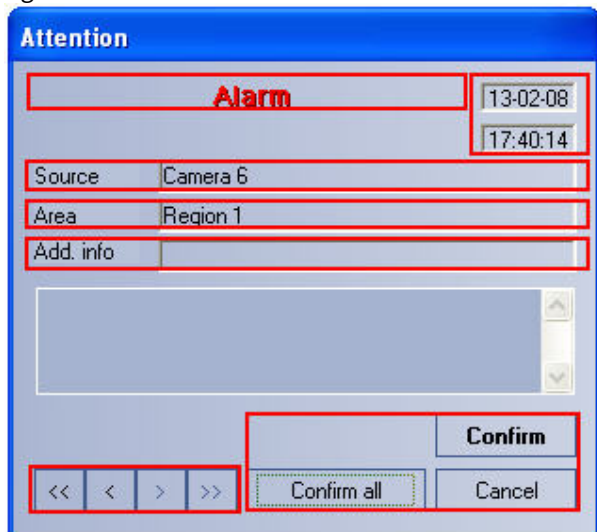 Attention
Alarm 13-02-08
17:40:14
Source Camera 6
Area Region 1
Add. info
Confirm
<< < > >> Confirm all Cancel